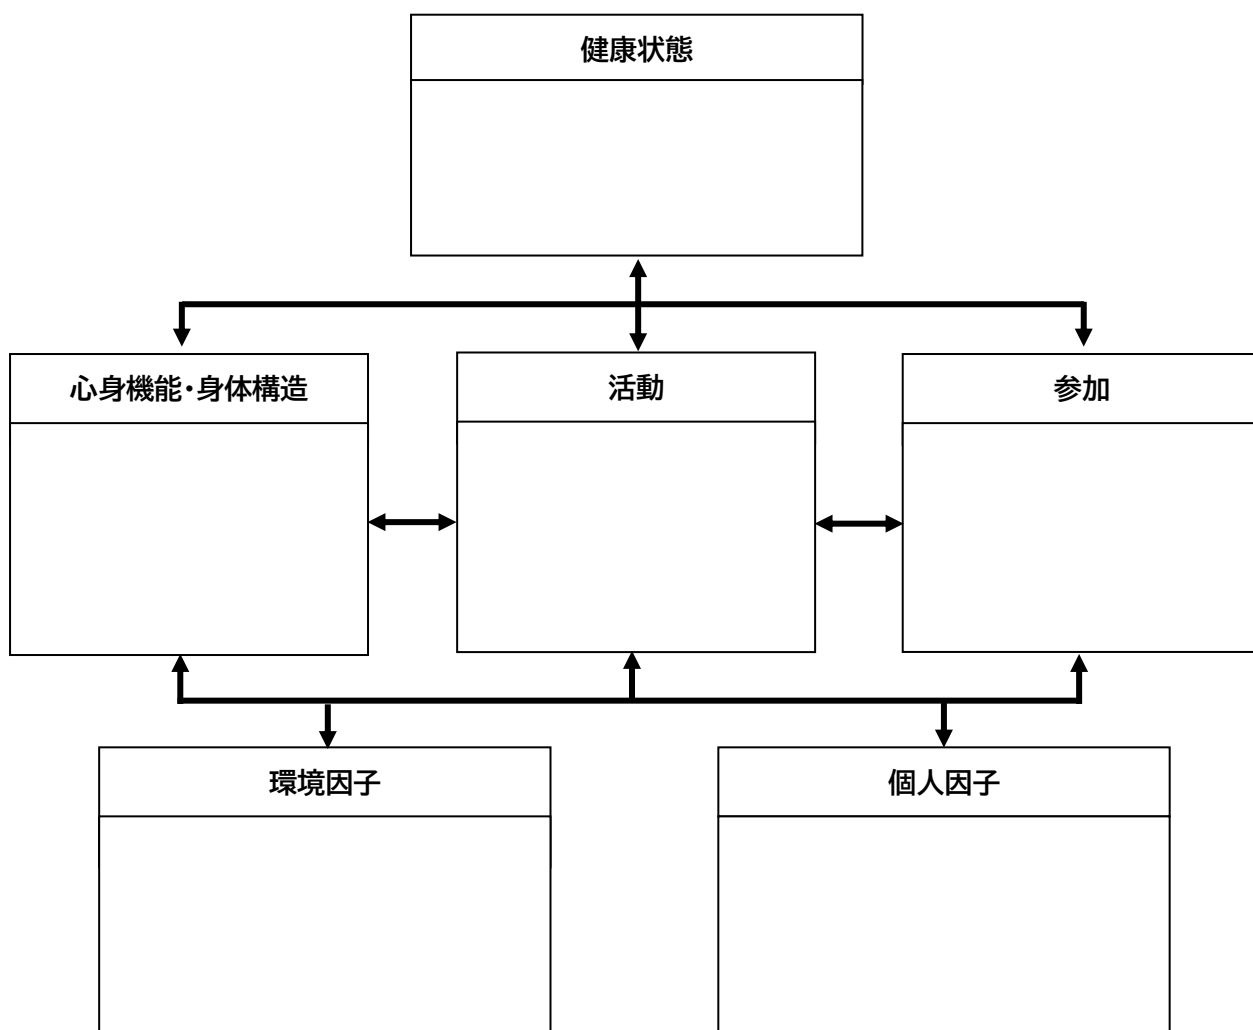 健康状態
心身機能・身体構造
活動
参加
環境因子
個人因子